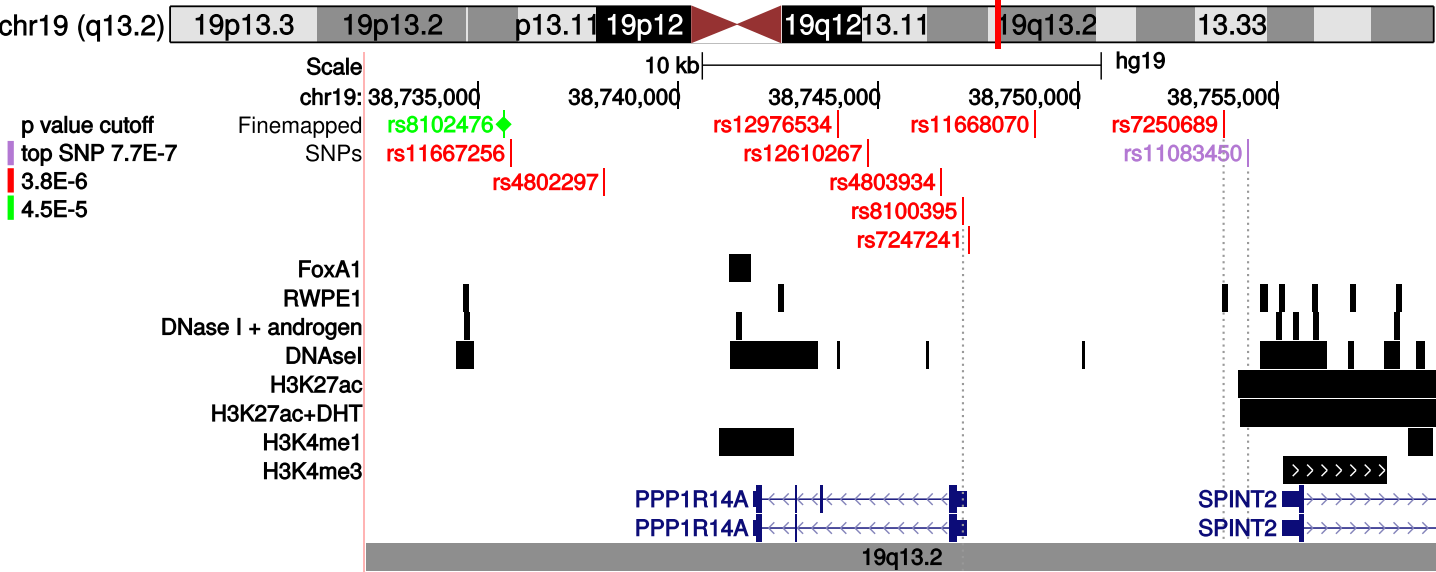 chr19 (q13.2) 19p13.3 19p13.2 p13.11 19p12 19q12 13.11 19q13.2 13.33
Scale 10 kb hg19
chr19: 38,735,000 38,740,000 38,745,000 38,750,000 38,755,000
p value cutoff Finemapped rs8102476 rs12976534 rs11668070 rs7250689
top SNP 7.7E-7 SNPs rs11667256 rs12610267 rs11083450
3.8E-6 rs4802297 rs4803934
4.5E-5 rs8100395
rs7247241
FoxA1
RWPE1
DNase I + androgen
DNAseI
H3K27ac
H3K27ac+DHT
H3K4me1
H3K4me3
PPP1R14A SPINT2
PPP1R14A SPINT2
19q13.2